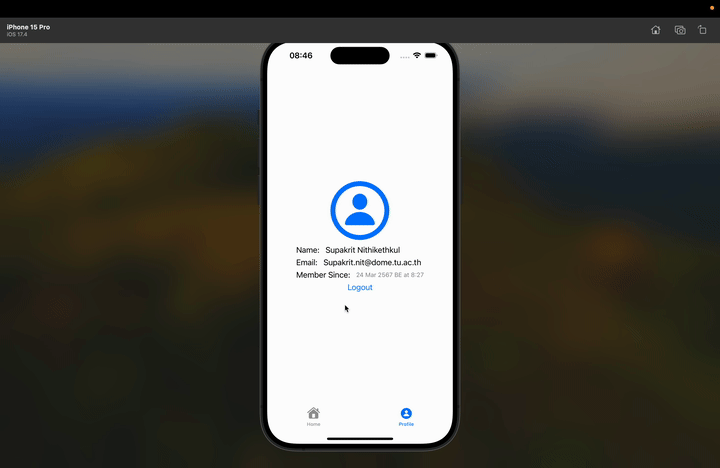 iPhone 15 Pro
iOS 17.4
08:46
Name: Supakrit Nithikethkul
Email: Supakrit.nit@dome.tu.ac.th
Member Since: 24 Mar 2567 BE at 8:27
Logout
Home
Profile